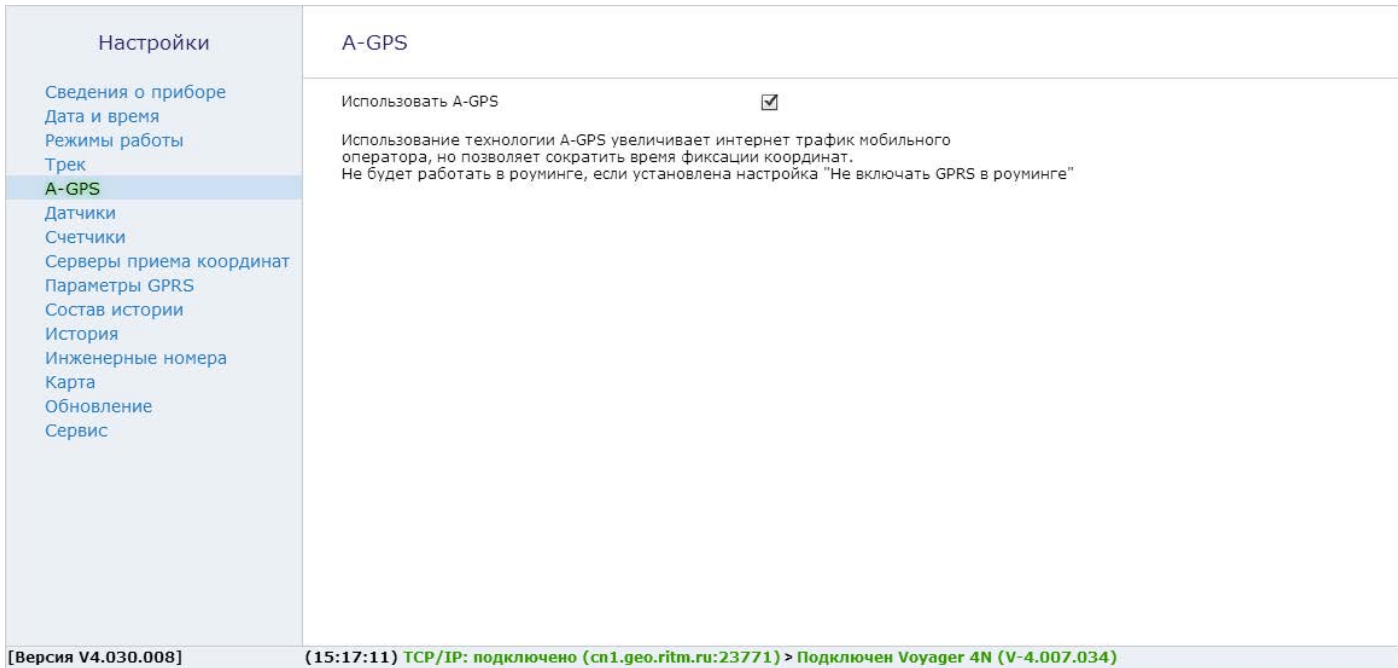 Настройки
Сведения о приборе
Дата и время
Режимы работы
Трек
A-GPS
Датчики
Счетчики
Серверы приема координат
Параметры GPRS
Состав истории
История
Инженерные номера
Карта
Обновление
Сервис
A-GPS
Использовать A-GPS
Использование технологии A-GPS увеличивает интернет трафик мобильного
оператора, но позволяет сократить время фиксации координат.
Не будет работать в роуминге, если установлена настройка "Не включать GPRS в роуминге"
[Версия V4.030.008]
(15:17:11) TCP/IP: подключено (cn1.geo.ritm.ru:23771) > Подключен Voyager 4N (V-4.007.034)